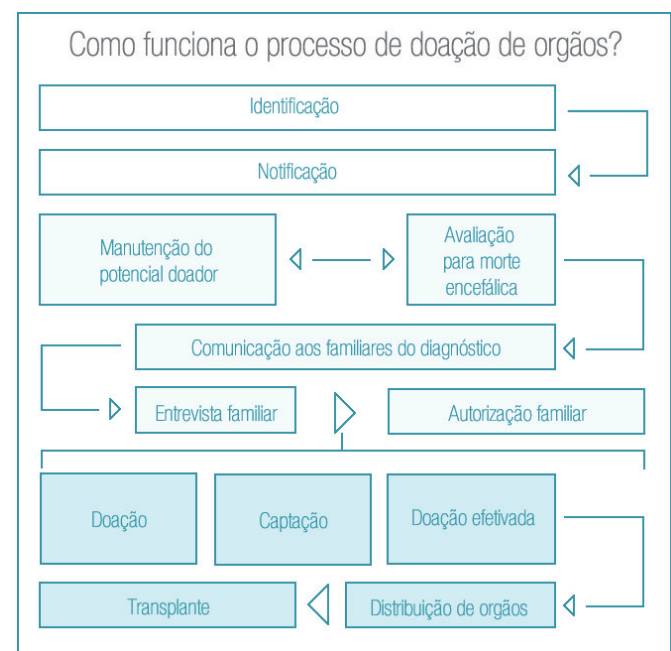 Como funciona o processo de doação de orgãos?
Identificação
Notificação
Manutenção do
potencial doador
Avaliação
para morte
encefálica
Comunicação aos familiares do diagnóstico
Entrevista familiar
Autorização familiar
Doação
Captação
Doação efetivada
Transplante
Distribuição de orgãos